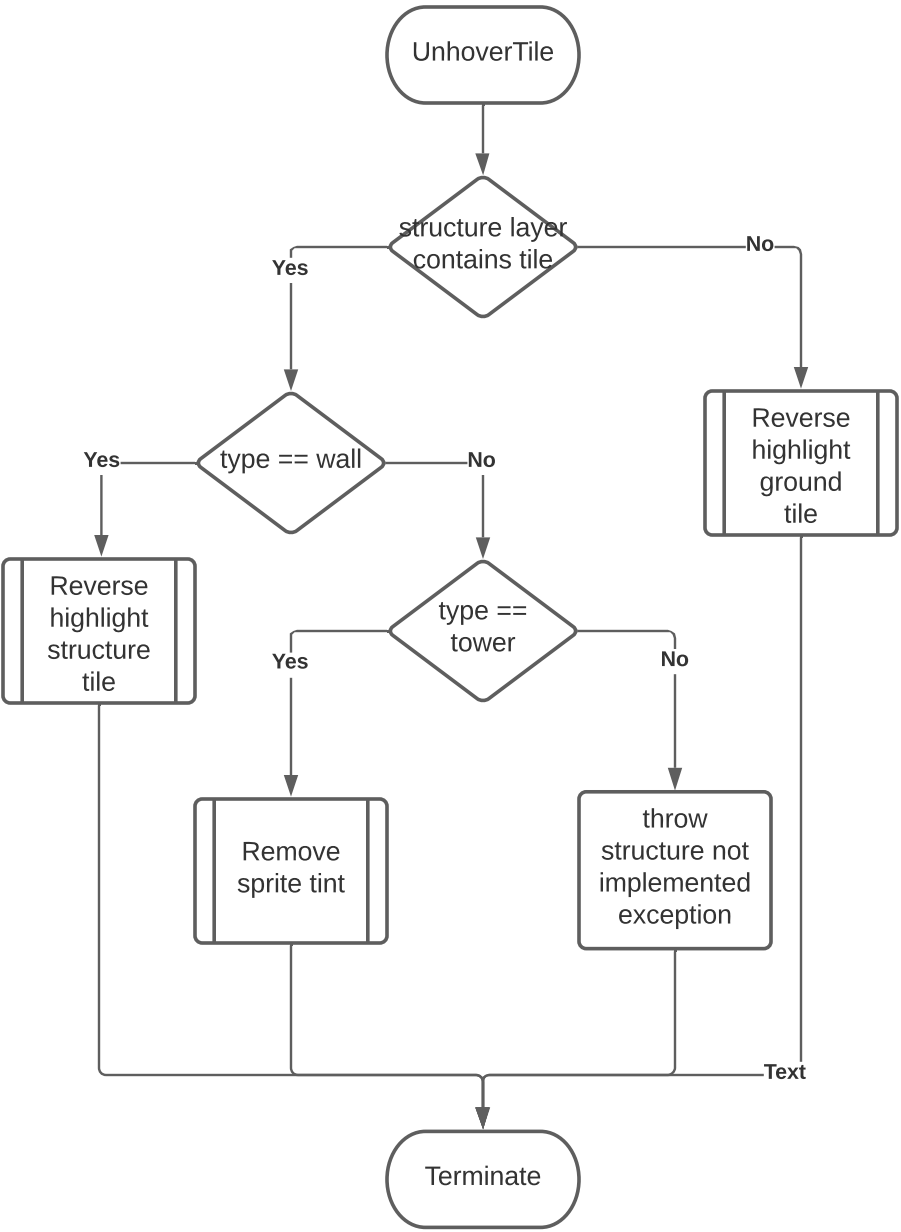 UnhoverTile
structure layer
contains tile
Yes
No
type == wall
Yes
No
Reverse
highlight
ground
tile
Reverse
highlight
structure
tile
type ==
tower
Yes
No
Remove
sprite tint
throw
structure not
implemented
exception
Text
Terminate